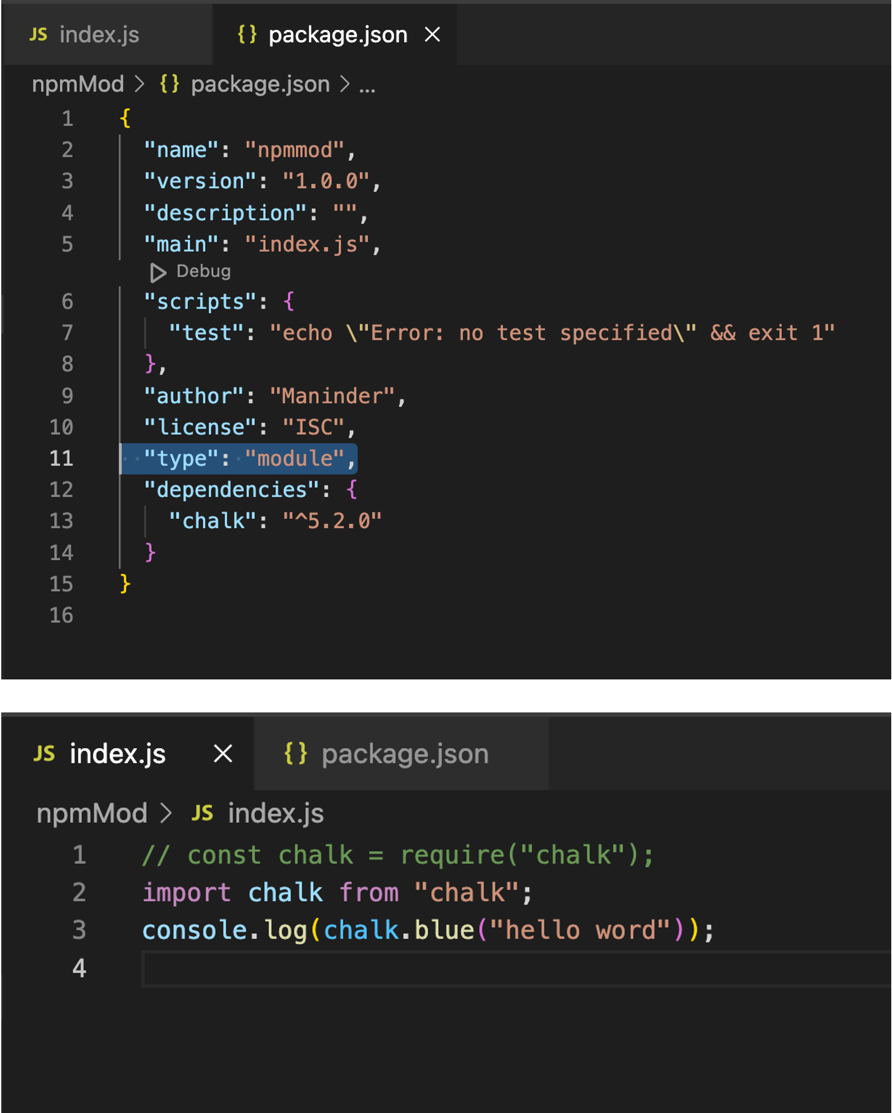 JS index.js {} package.json ×
npmMod > {} package.json > ...
1 {
2 "name": "npmmod",
3 "version": "1.0.0",
4 "description": "",
5 "main": "index.js",
Debug
6 "scripts": {
7 "test": "echo \"Error: no test specified\" && exit 1"
8 },
9 "author": "Maninder",
10 "license": "ISC",
11 "type": "module",
12 "dependencies": {
13 "chalk": "^5.2.0"
14 }
15 }
16
JS index.js × {} package.json
npmMod > JS index.js
1 // const chalk = require("chalk");
2 import chalk from "chalk";
3 console.log(chalk.blue("hello word"));
4